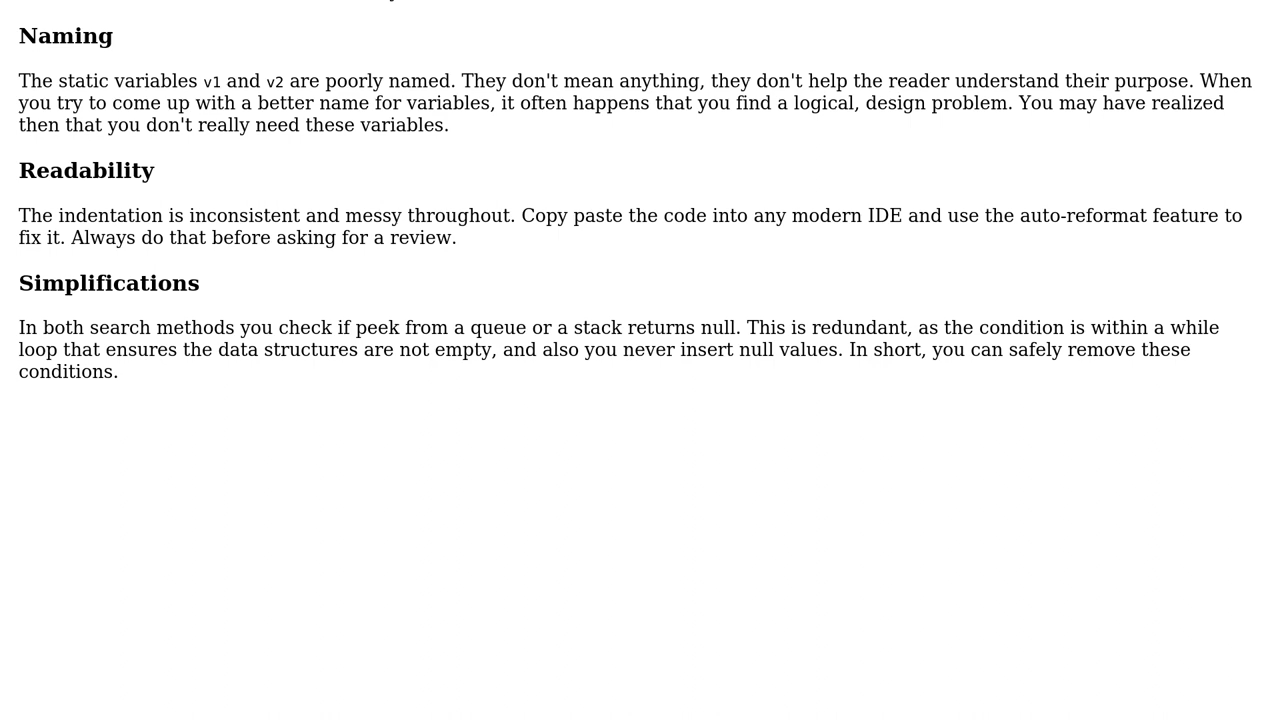 Naming
The static variables v1 and v2 are poorly named. They don't mean anything, they don't help the reader understand their purpose. When
you try to come up with a better name for variables, it often happens that you find a logical, design problem. You may have realized
then that you don't really need these variables.
Readability
The indentation is inconsistent and messy throughout. Copy paste the code into any modern IDE and use the auto-reformat feature to
fix it. Always do that before asking for a review.
Simplifications
In both search methods you check if peek from a queue or a stack returns null. This is redundant, as the condition is within a while
loop that ensures the data structures are not empty, and also you never insert null values. In short, you can safely remove these
conditions.